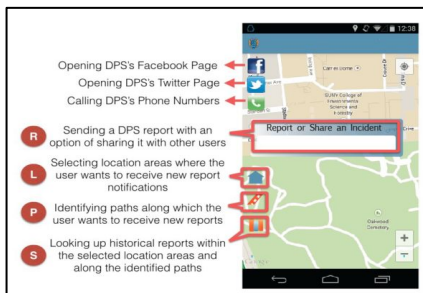 Opening DPS's Facebook Page
Opening DPS's Twitter Page
Calling DPS's Phone Numbers
R
Sending a DPS report with an
option of sharing it with other users
L
Selecting location areas where the
user wants to receive new report
notifications
P
Identifying paths along which the
user wants to receive new reports
S
Looking up historical reports within
the selected location areas and
along the identified paths
12:38
SUNY College of
Environmental
Science and
Forestry
Report or Share an Incident
Drive
Oakwood
Cemetery